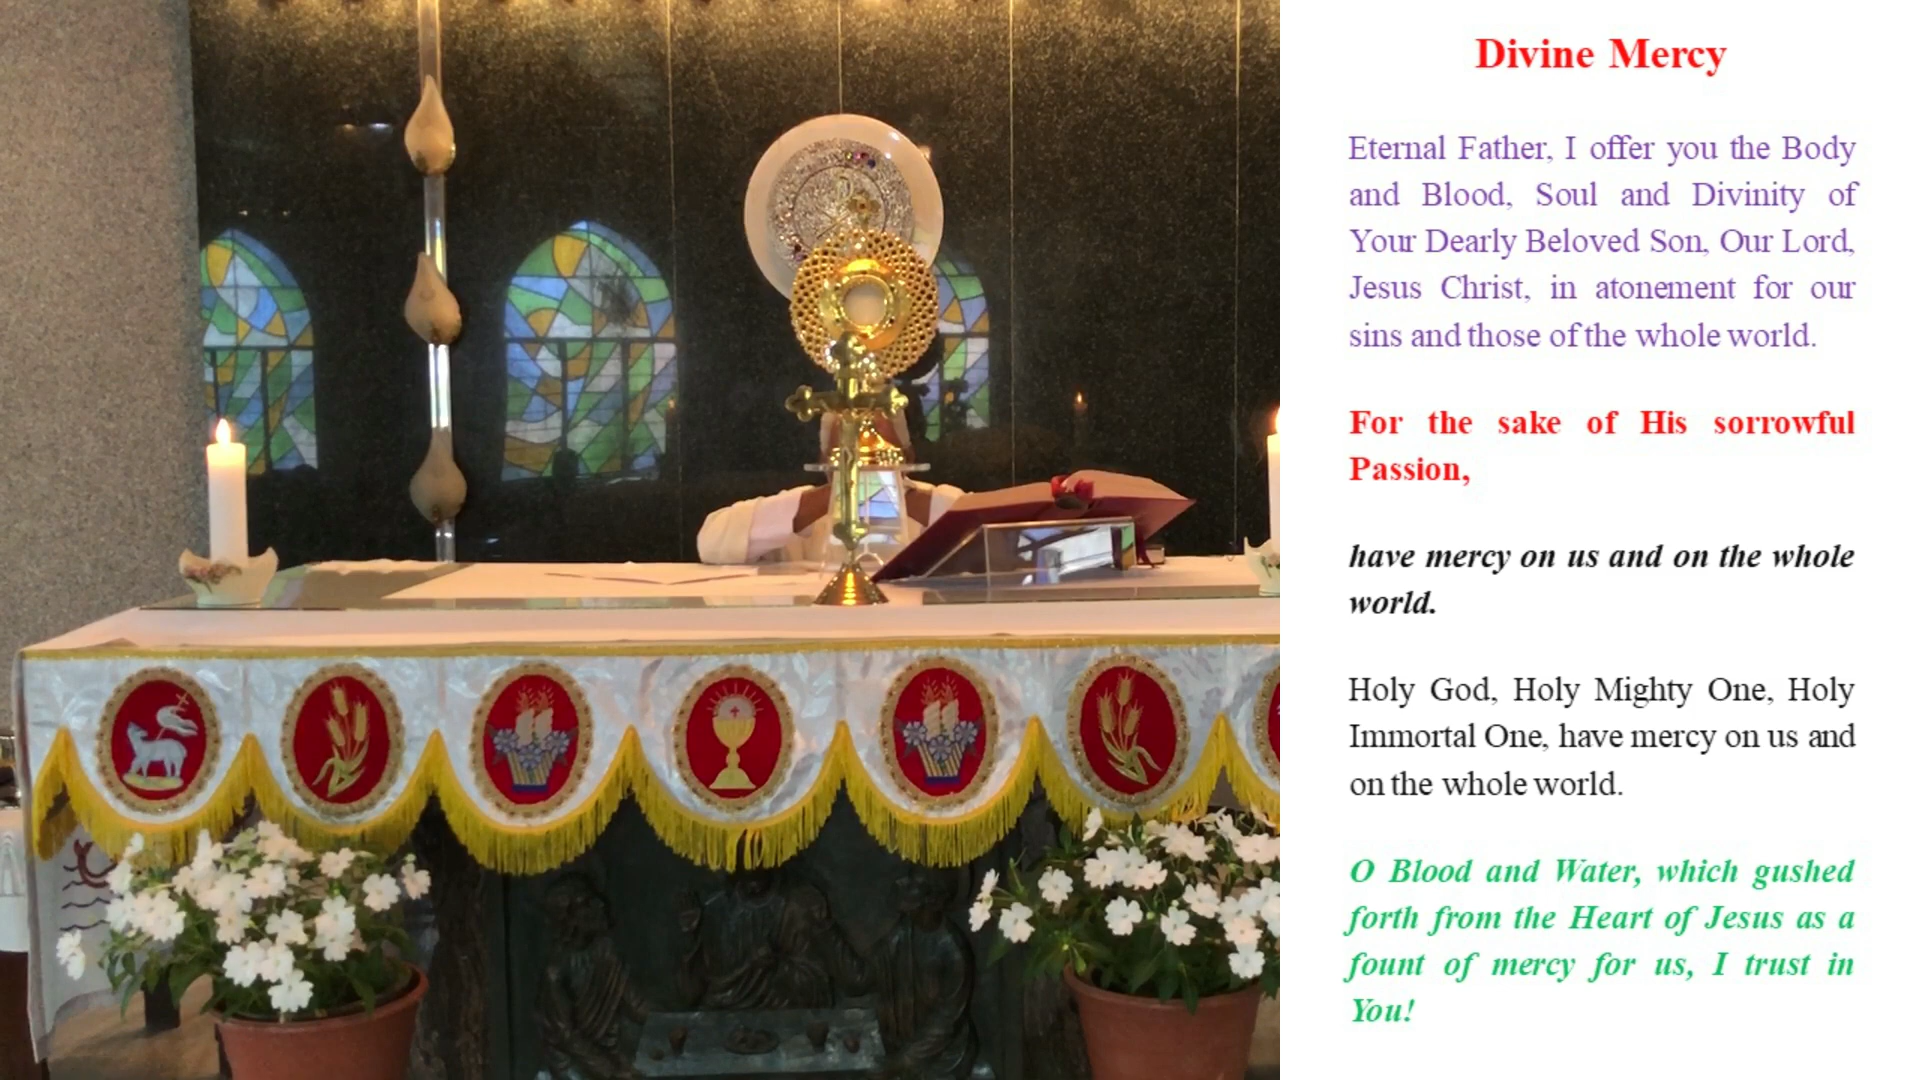 Divine Mercy
Eternal Father, I offer you the Body
and Blood, Soul and Divinity of
Your Dearly Beloved Son, Our Lord,
Jesus Christ, in atonement for our
sins and those of the whole world.
For the sake of His sorrowful
Passion,
have mercy on us and on the whole
world.
Holy God, Holy Mighty One, Holy
Immortal One, have mercy on us and
on the whole world.
O Blood and Water, which gushed
forth from the Heart of Jesus as a
fount of mercy for us, I trust in
You!